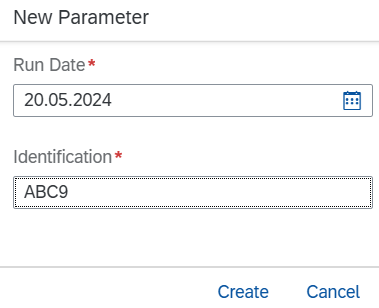 New Parameter
Run Date*
20.05.2024
Identification*
ABC9
Create Cancel